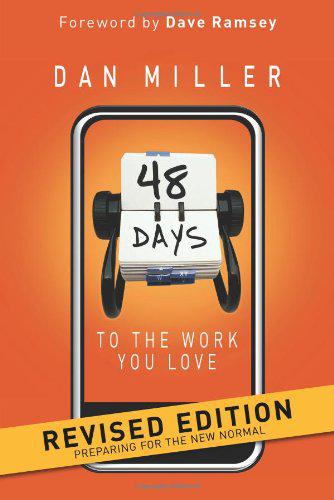 Foreword by Dave Ramsey
DAN MILLER
48
DAYS
TO THE WORK
YOU LOVE
REVISED EDITION
PREPARING FOR THE NEW NORMAL